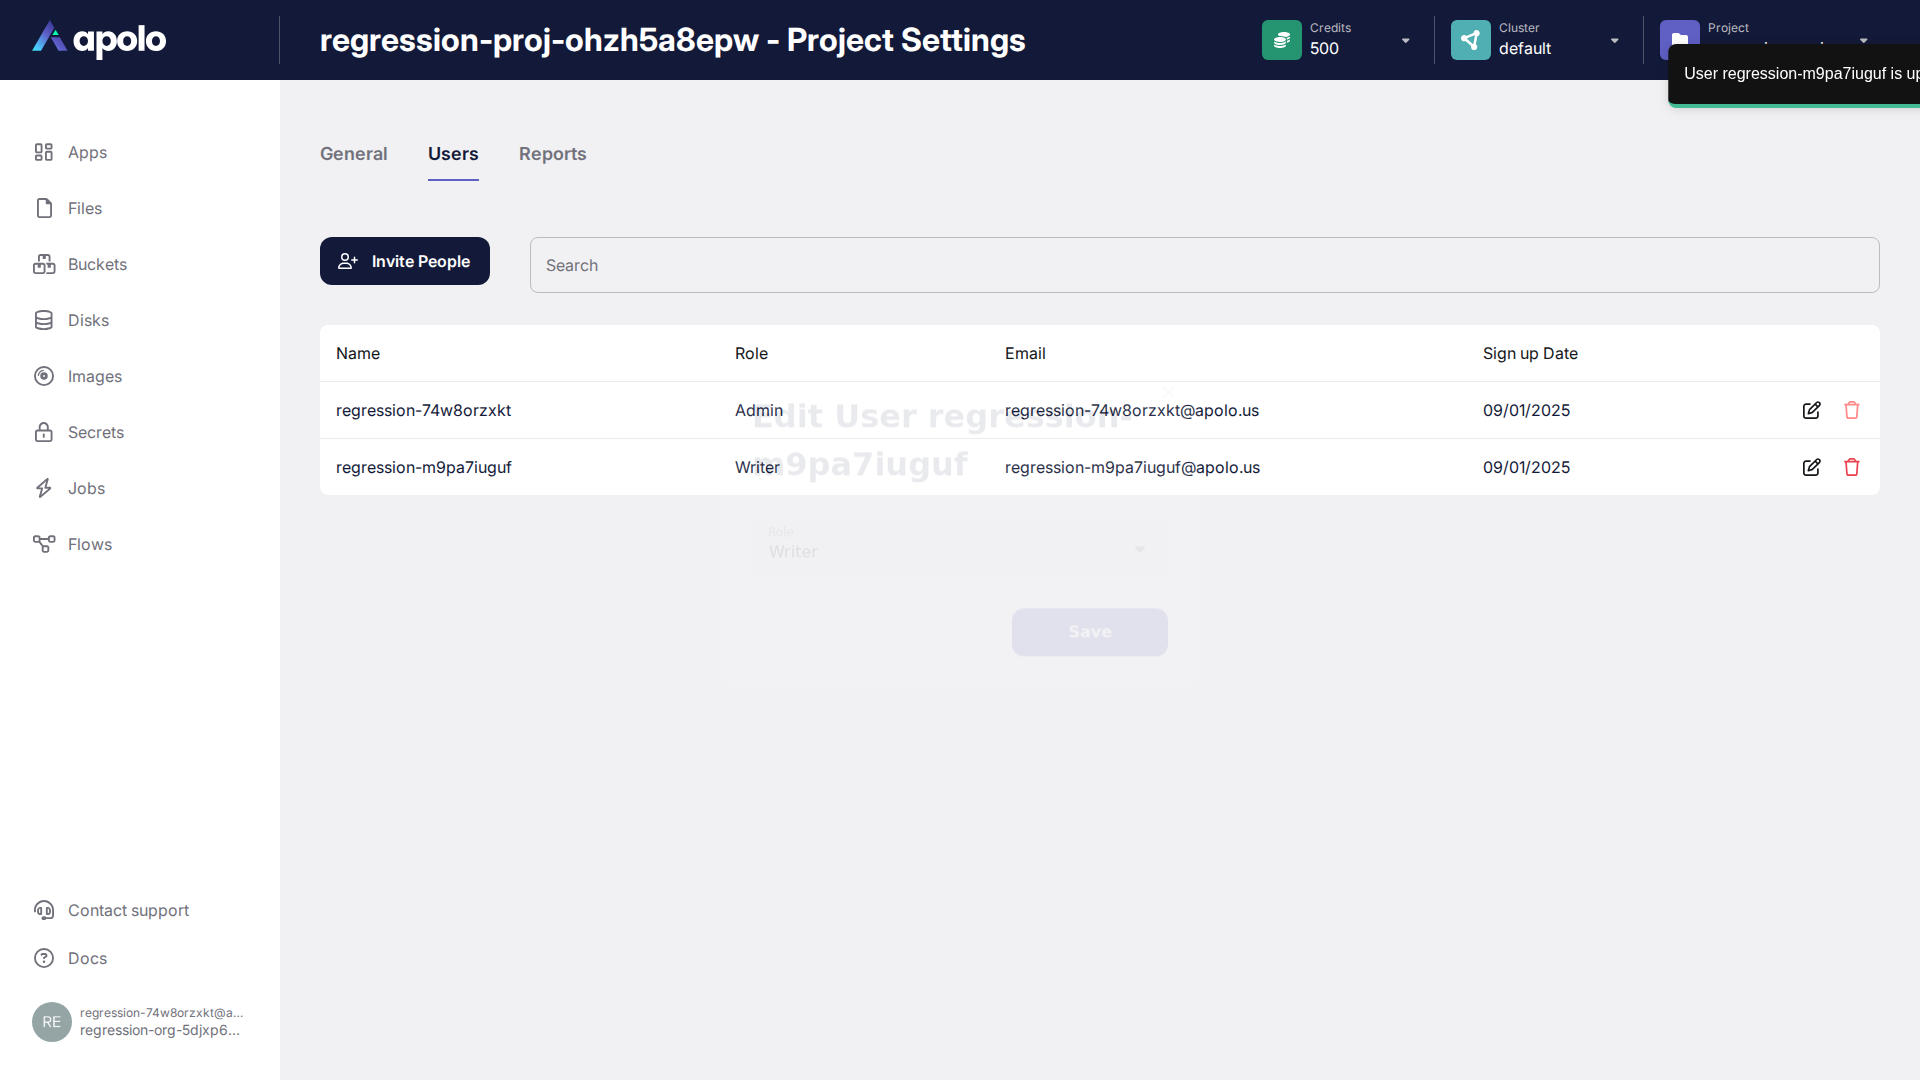 apolo
regression-proj-ohzh5a8epw - Project Settings
Credits
500
Cluster
default
Project
User regression-m9pa7iuguf is up
Apps
Files
Buckets
Disks
Images
Secrets
Jobs
Flows
General
Users
Reports
Invite People
Search
Name
Role
Email
Sign up Date
regression-74w8orzxkt
Admin
regression-74w8orzxkt@apolo.us
09/01/2025
regression-m9pa7iuguf
Writer
regression-m9pa7iuguf@apolo.us
09/01/2025
Edit User regression-
m9pa7iuguf
Role
Writer
Save
Contact support
Docs
RE
regression-74w8orzxkt@a...
regression-org-5djxp6...